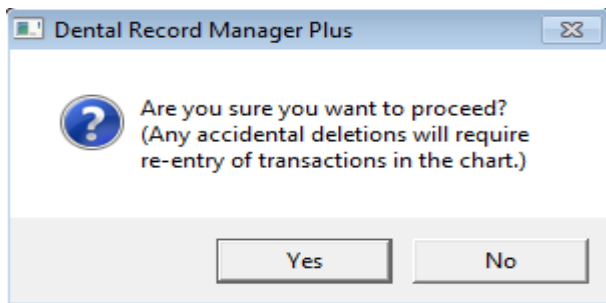 Dental Record Manager Plus
Are you sure you want to proceed?
(Any accidental deletions will require
re-entry of transactions in the chart.)
Yes
No